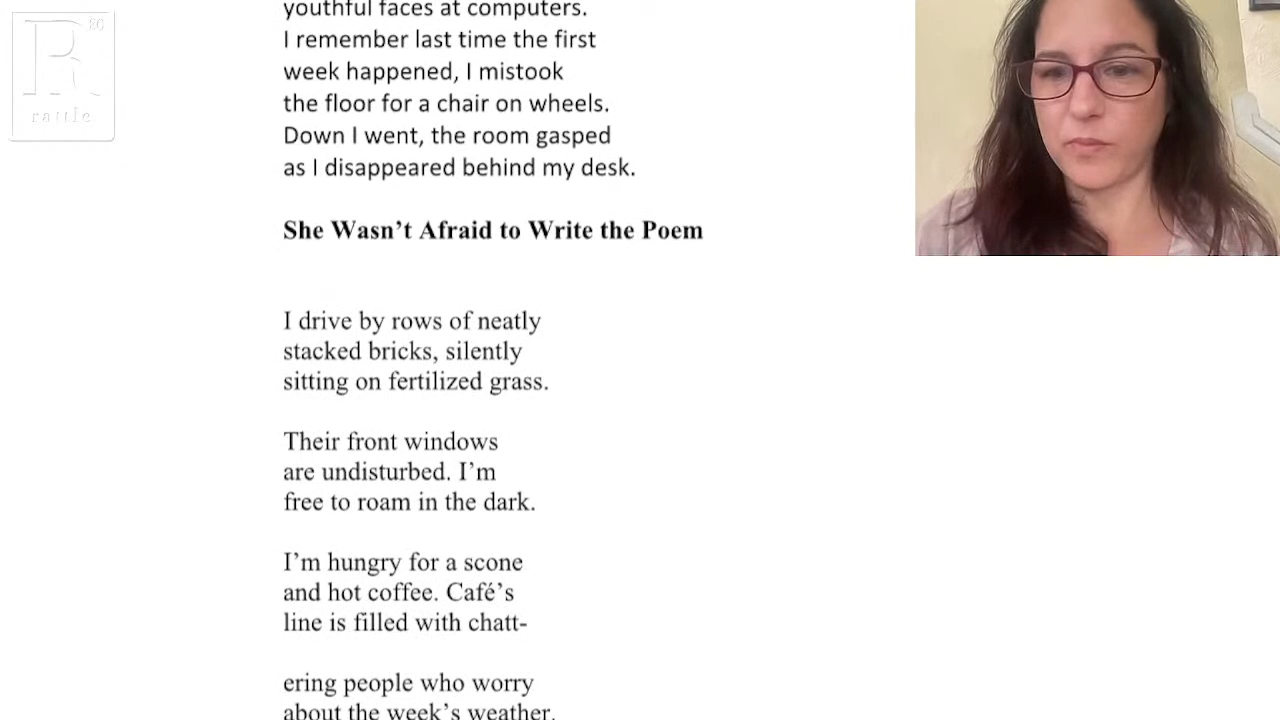 R 20
rattle
youthful faces at computers.
I remember last time the first
week happened, I mistook
the floor for a chair on wheels.
Down I went, the room gasped
as I disappeared behind my desk.
She Wasn’t Afraid to Write the Poem
I drive by rows of neatly
stacked bricks, silently
sitting on fertilized grass.
Their front windows
are undisturbed. I’m
free to roam in the dark.
I’m hungry for a scone
and hot coffee. Café’s
line is filled with chatt-
ering people who worry
about the week’s weather.